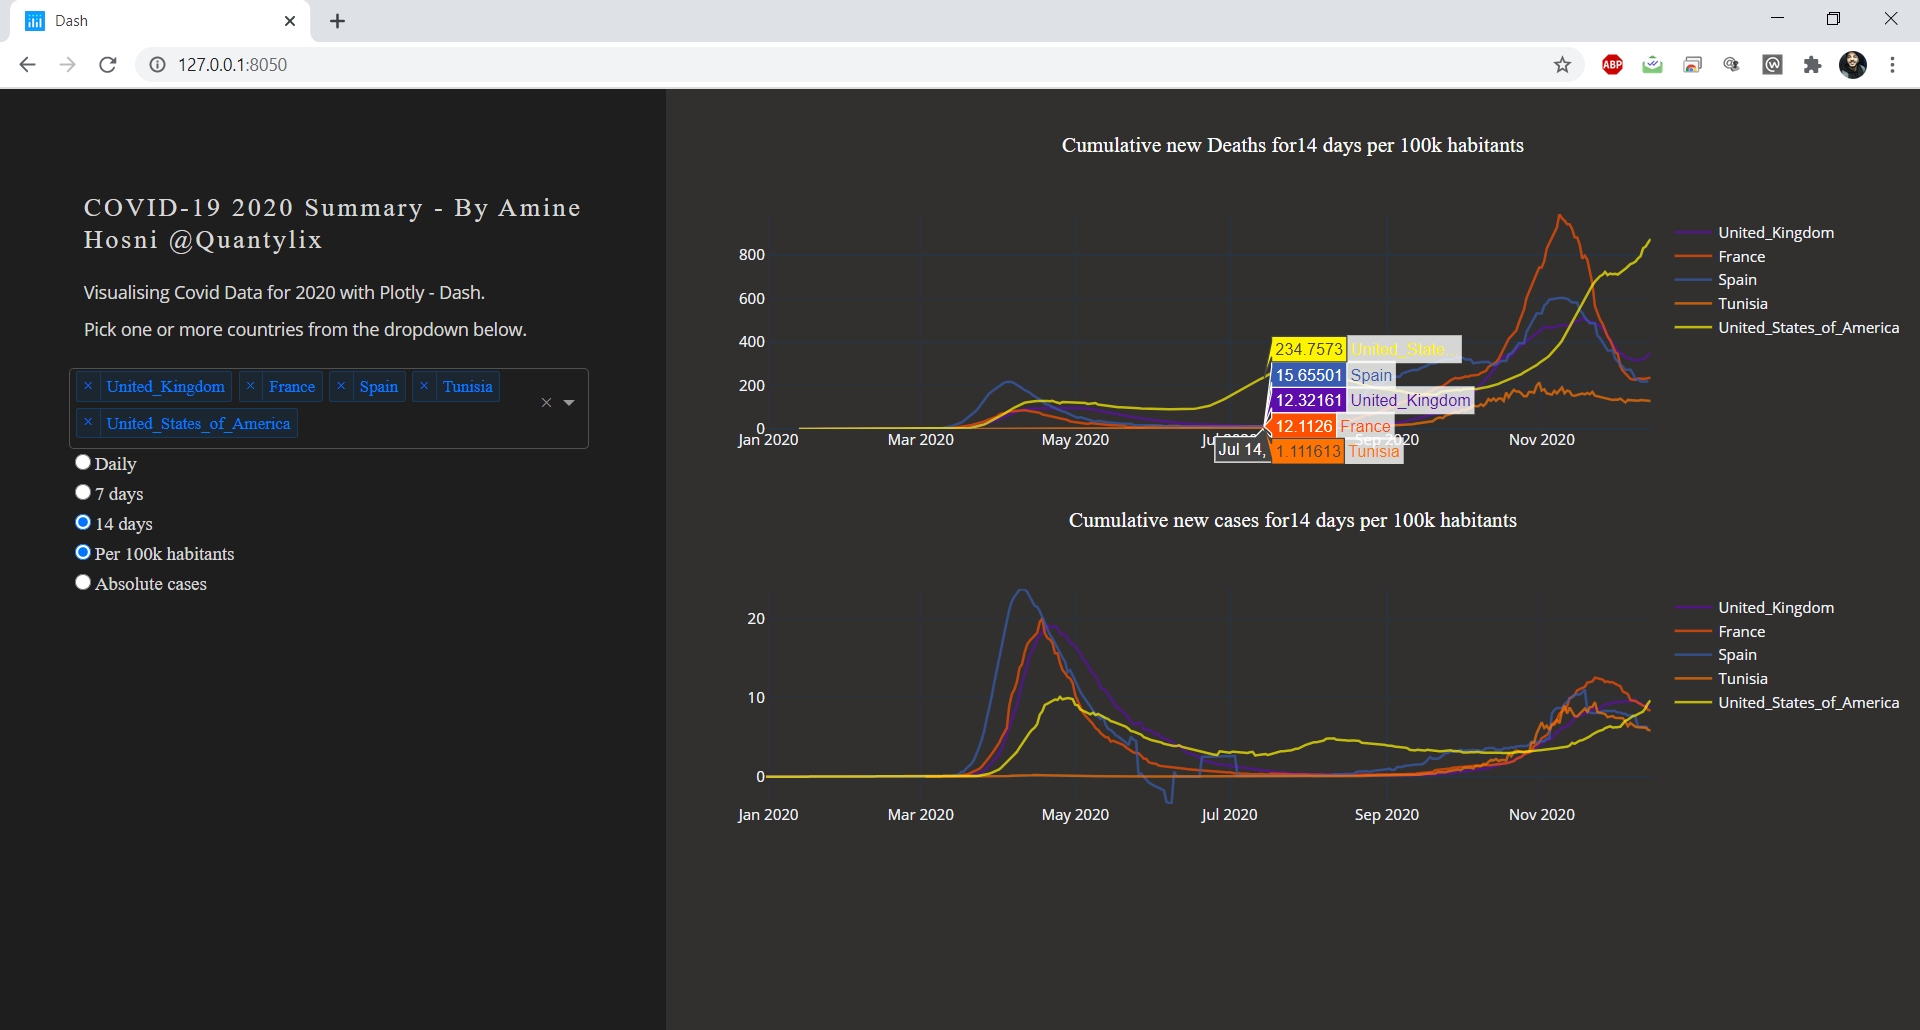 Dash
127.0.0.1:8050
ABP
COVID-19 2020 Summary - By Amine
Hosni @Quantylix
Visualising Covid Data for 2020 with Plotly - Dash.
Pick one or more countries from the dropdown below.
× United_Kingdom × France × Spain × Tunisia
× United_States_of_America
Daily
7 days
14 days
Per 100k habitants
Absolute cases
Cumulative new Deaths for14 days per 100k habitants
800
600
400
200
0
Jan 2020 Mar 2020 May 2020 Sep 2020 Nov 2020
234.7573 United_State...
15.65501 Spain
12.32161 United_Kingdom
12.1126 France
1.111613 Tunisia
Jul 14,
United_Kingdom
France
Spain
Tunisia
United_States_of_America
Cumulative new cases for14 days per 100k habitants
20
10
0
Jan 2020 Mar 2020 May 2020 Jul 2020 Sep 2020 Nov 2020
United_Kingdom
France
Spain
Tunisia
United_States_of_America